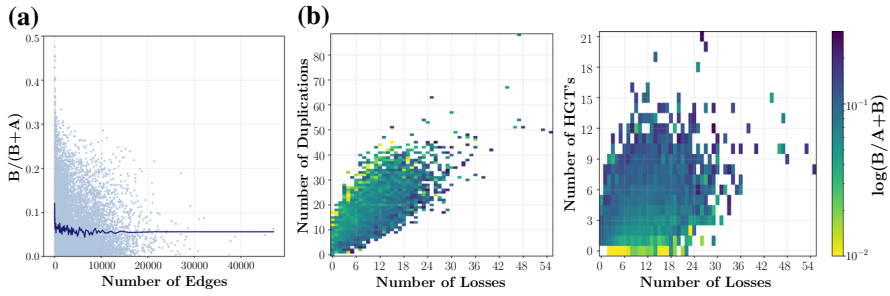 (a)
0.5
0.4
0.3
0.2
0.1
0.0
B/(B+A)
0
10000
20000
30000
40000
Number of Edges
(b)
80
70
60
50
40
30
20
10
0
Number of Duplications
0 6 12 18 24 30 36 42 48 54
Number of Losses
21
18
15
12
9
6
3
0
Number of HGT's
0 6 12 18 24 30 36 42 48 54
Number of Losses
10⁻¹
10⁻²
log(B/A+B)